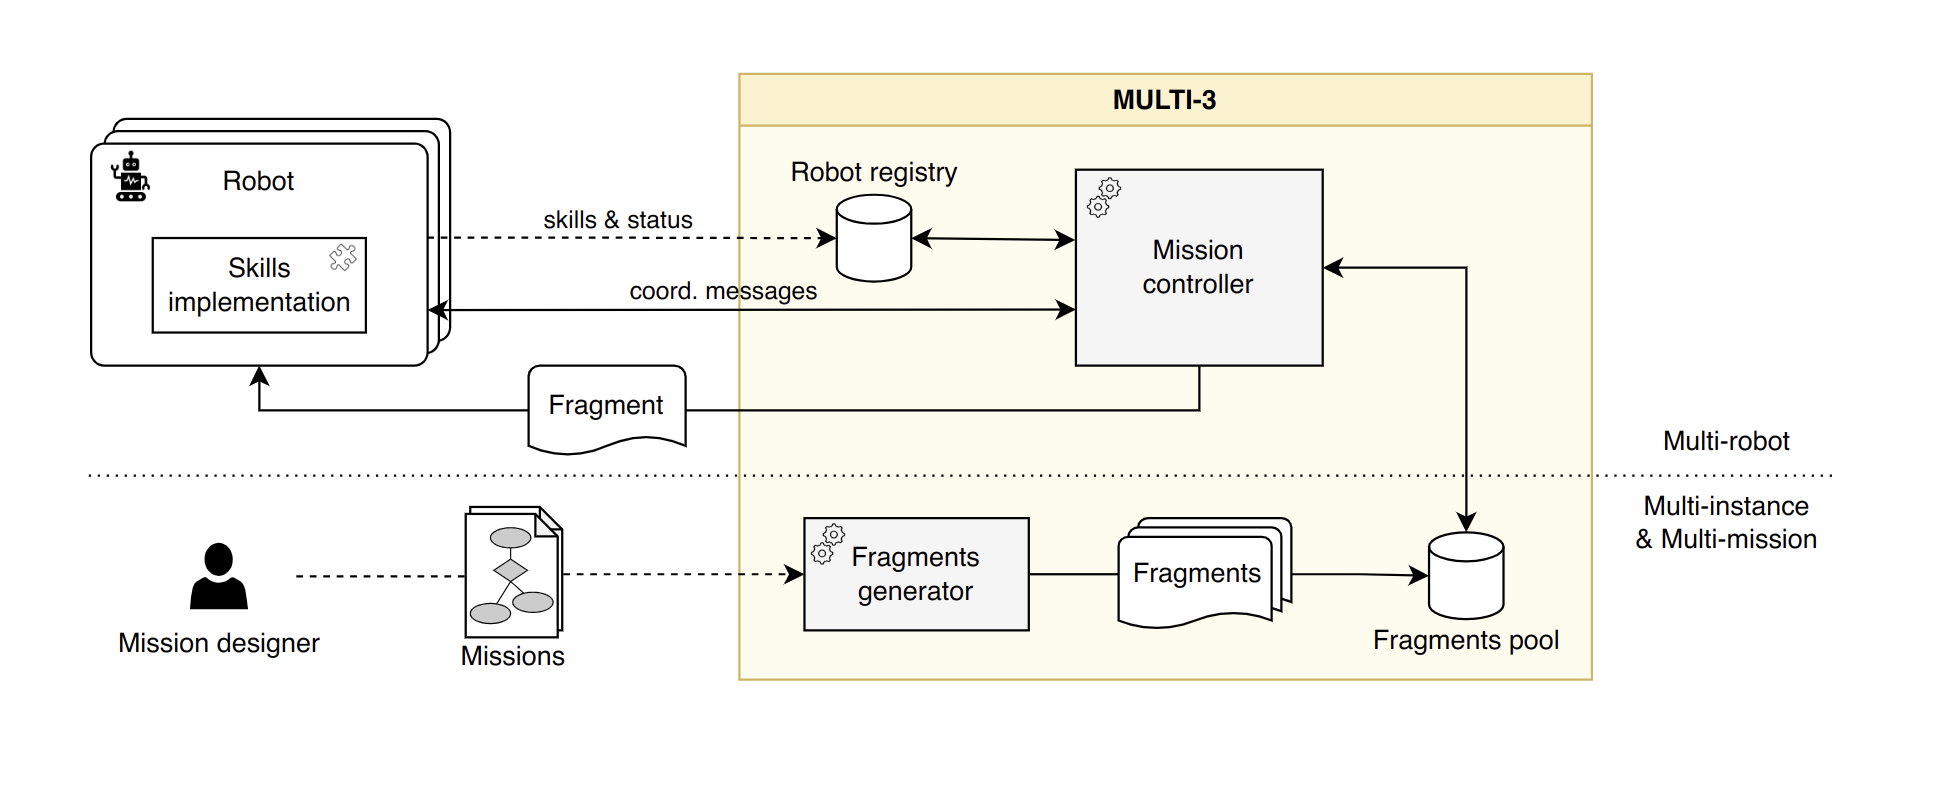 MULTI-3
Robot
Skills
implementation
skills & status
Robot registry
coord. messages
Mission
controller
Fragment
Multi-robot
Multi-instance
& Multi-mission
Mission designer
Missions
Fragments
generator
Fragments
Fragments pool